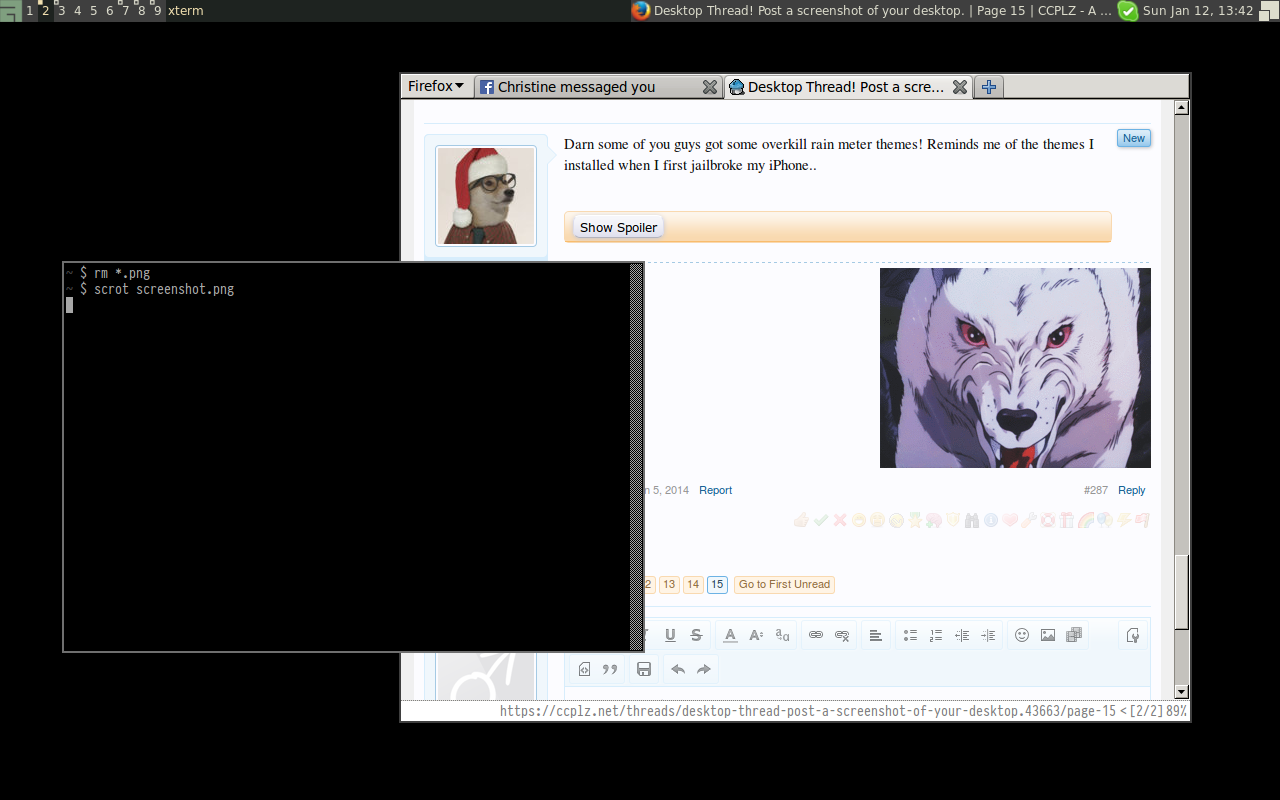 1 2 3 4 5 6 7 8 9 xterm
Desktop Thread! Post a screenshot of your desktop. | Page 15 | CCPLZ - A ...
Sun Jan 12, 13:42
Firefox
Christine messaged you
Desktop Thread! Post a scre...
Darn some of you guys got some overkill rain meter themes! Reminds me of the themes I
installed when I first jailbroke my iPhone..
New
Show Spoiler
~ $ rm *.png
~ $ scrot screenshot.png
n 5, 2014 Report
#287 Reply
2 13 14 15 Go to First Unread
https://ccplz.net/threads/desktop-thread-post-a-screenshot-of-your-desktop.43663/page-15 <[2/2] 89%